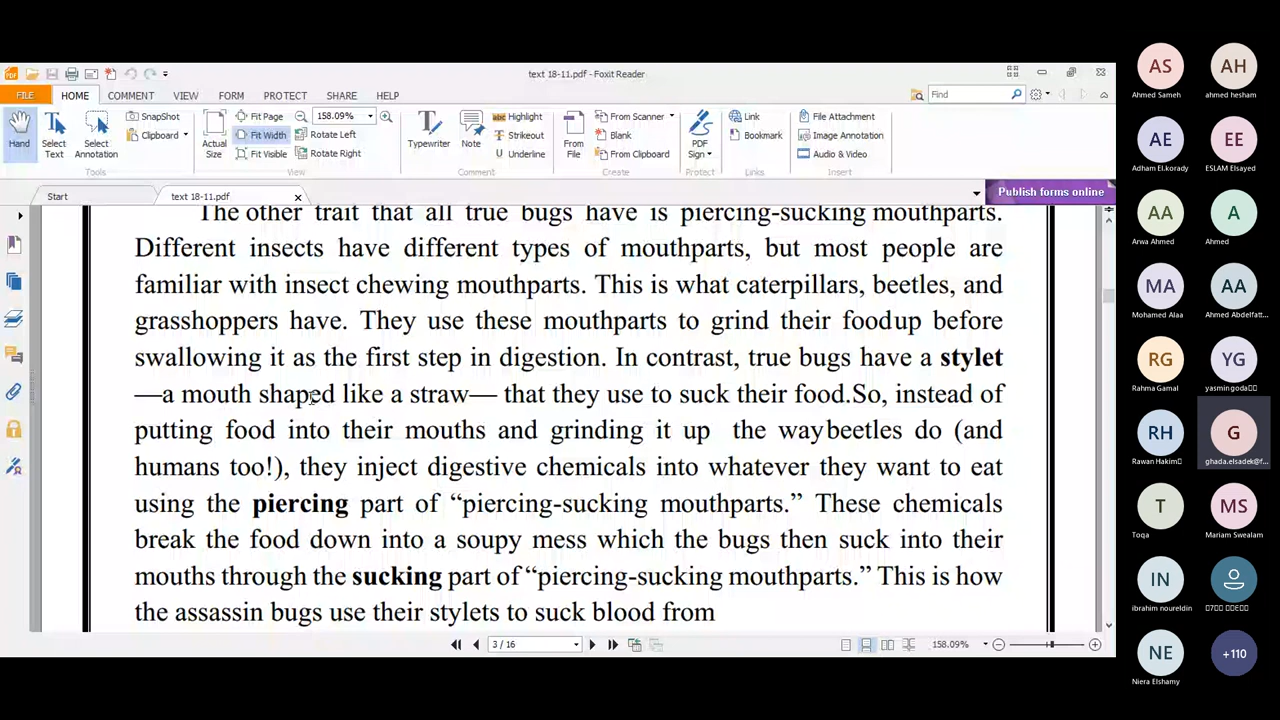 text 18-11.pdf - Foxit Reader
FILE HOME COMMENT VIEW FORM PROTECT SHARE HELP
Find
Hand
Select Text
Select Annotation
SnapShot
Clipboard
Tools
Actual Size
Fit Page
Fit Width
Fit Visible
158.09%
Rotate Left
Rotate Right
View
Typewriter
Note
Highlight
Strikeout
Underline
Comment
From File
From Scanner
Blank
From Clipboard
Create
PDF Sign
Protect
Link
Bookmark
Links
File Attachment
Image Annotation
Audio & Video
Insert
Start
text 18-11.pdf
Publish forms online
The other trait that all true bugs have is piercing-sucking mouthparts.
Different insects have different types of mouthparts, but most people are
familiar with insect chewing mouthparts. This is what caterpillars, beetles, and
grasshoppers have. They use these mouthparts to grind their foodup before
swallowing it as the first step in digestion. In contrast, true bugs have a stylet
—a mouth shaped like a straw— that they use to suck their food.So, instead of
putting food into their mouths and grinding it up the waybeetles do (and
humans too!), they inject digestive chemicals into whatever they want to eat
using the piercing part of “piercing-sucking mouthparts.” These chemicals
break the food down into a soupy mess which the bugs then suck into their
mouths through the sucking part of “piercing-sucking mouthparts.” This is how
the assassin bugs use their stylets to suck blood from
3 / 16
158.09%
AS
Ahmed Sameh
AH
ahmed hesham
AE
Adham El.korady
EE
ESLAM Elsayed
AA
Arwa Ahmed
A
Ahmed
MA
Mohamed Alaa
AA
Ahmed Abdelfatt...
RG
Rahma Gamal
YG
yasmingoda
RH
Rawan Hakim
G
ghada.elsadek@f...
T
Toqa
MS
Mariam Swealam
IN
ibrahim noureldin
NE
Niera Elshamy
+110